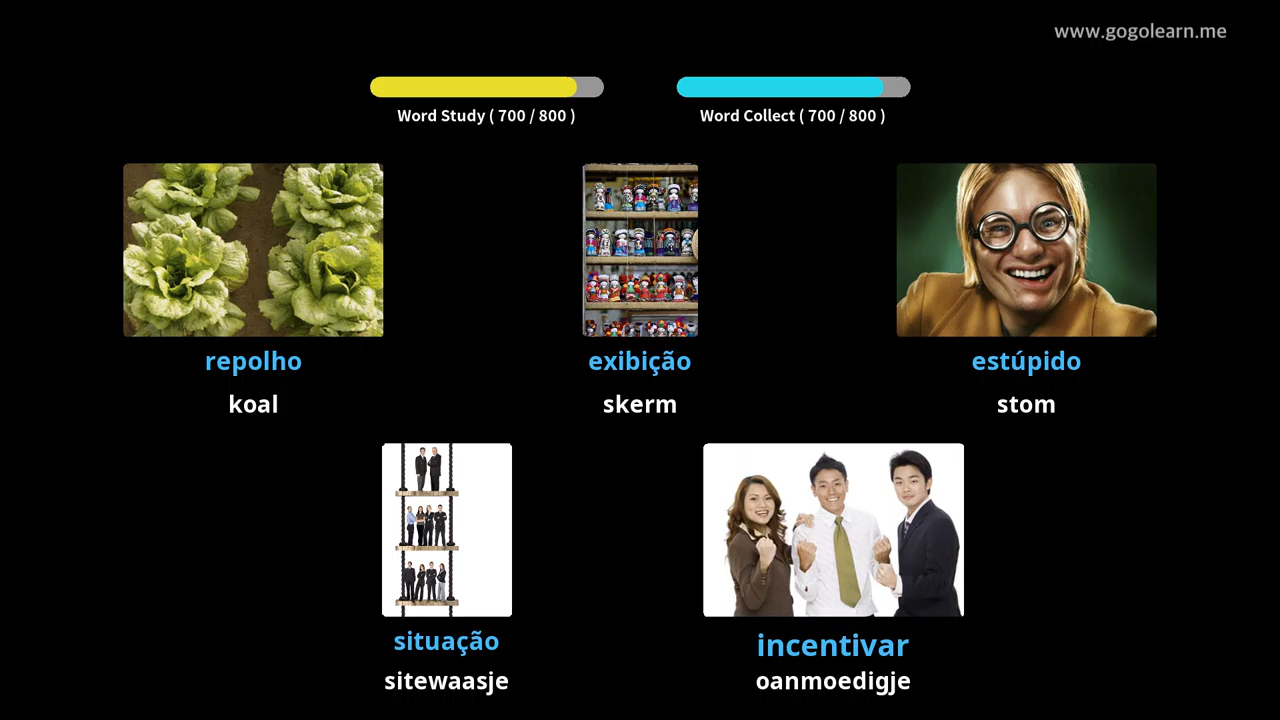 www.gogolearn.me
Word Study ( 700 / 800 )
Word Collect ( 700 / 800 )
repolho
exibição
estúpido
koal
skerm
stom
situação
incentivar
sitewaasje
oanmoedigje